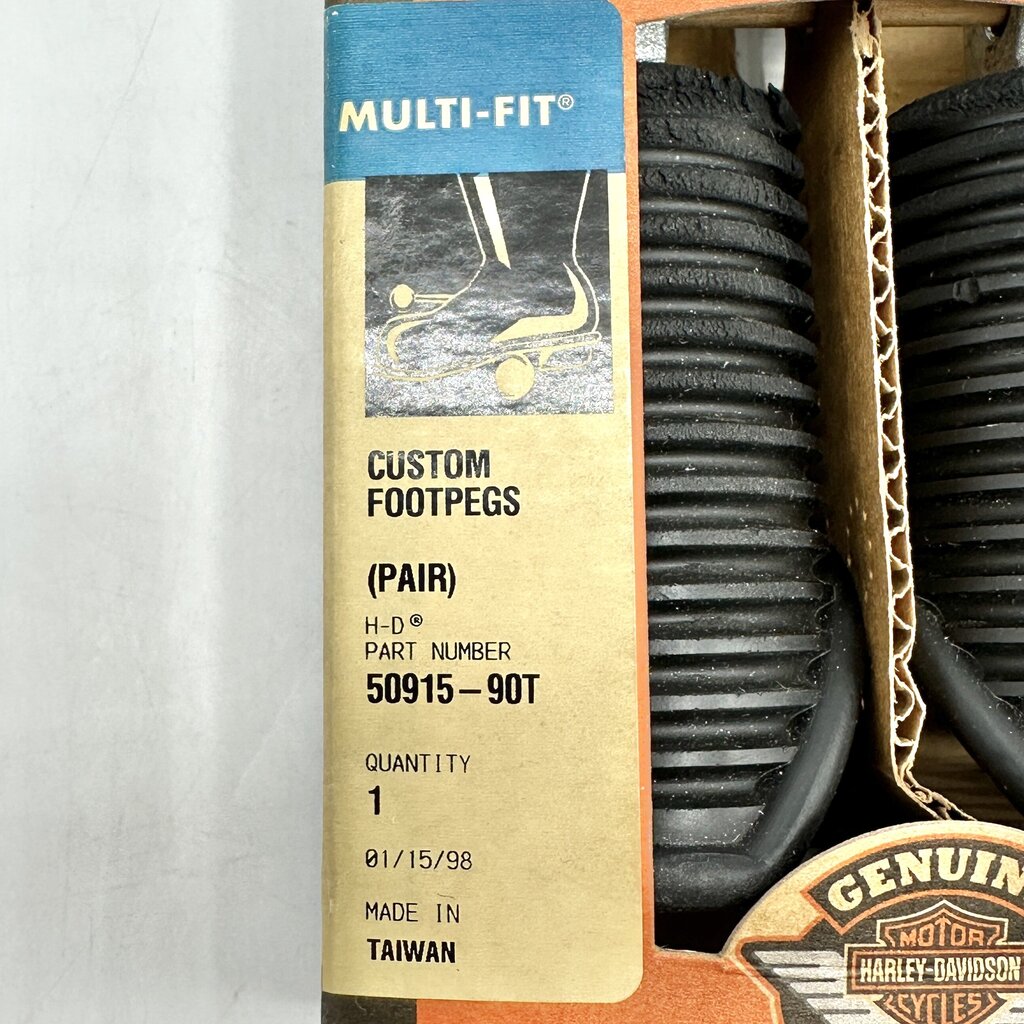 MULTI-FIT®
CUSTOM
FOOTPEGS
(PAIR)
H-D®
PART NUMBER
50915-90T
QUANTITY
1
01/15/98
MADE IN
TAIWAN
GENUIN
MOTOR
HARLEY-DAVIDSON
CYCLES